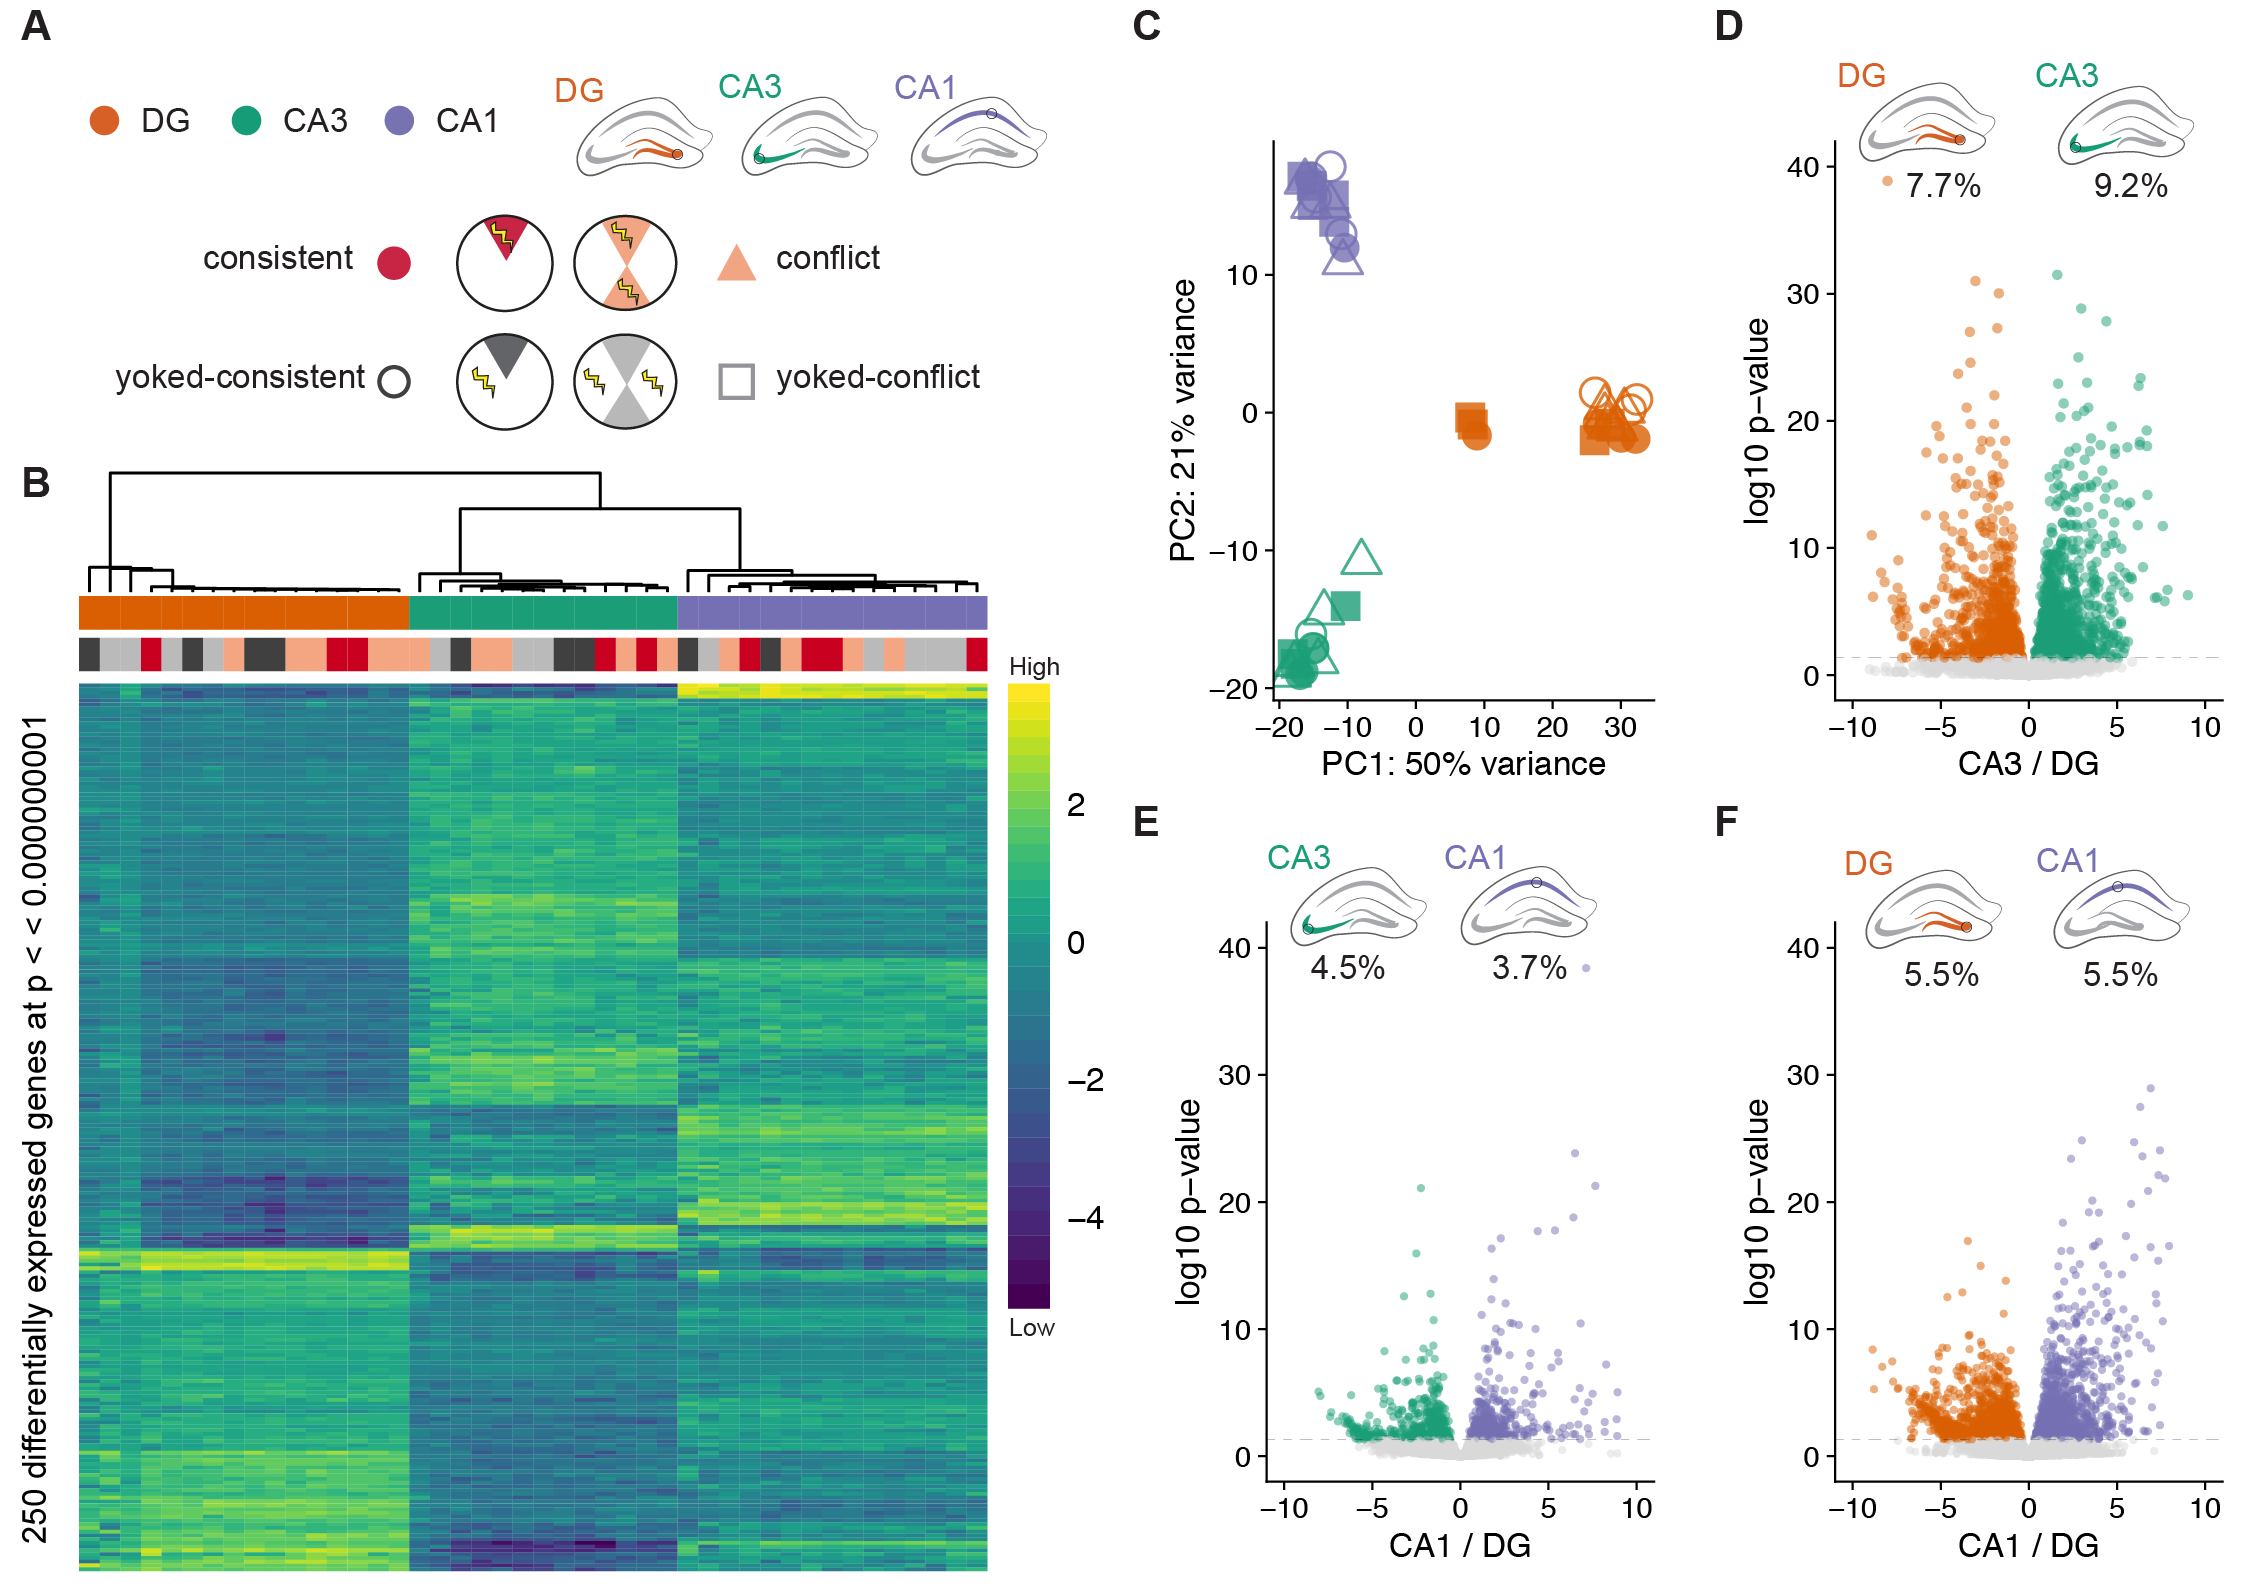 A
DG
CA3
CA1
DG
CA3
CA1
consistent
conflict
yoked-consistent
yoked-conflict
B
250 differentially expressed genes at p < < 0.000000001
High
2
0
−2
−4
Low
C
PC2: 21% variance
10
0
−10
−20
−20
−10
0
10
20
30
PC1: 50% variance
D
DG
CA3
7.7%
9.2%
log10 p−value
40
30
20
10
0
−10
−5
0
5
10
CA3 / DG
E
CA3
CA1
4.5%
3.7%
log10 p−value
40
30
20
10
0
−10
−5
0
5
10
CA1 / DG
F
DG
CA1
5.5%
5.5%
log10 p−value
40
30
20
10
0
−10
−5
0
5
10
CA1 / DG